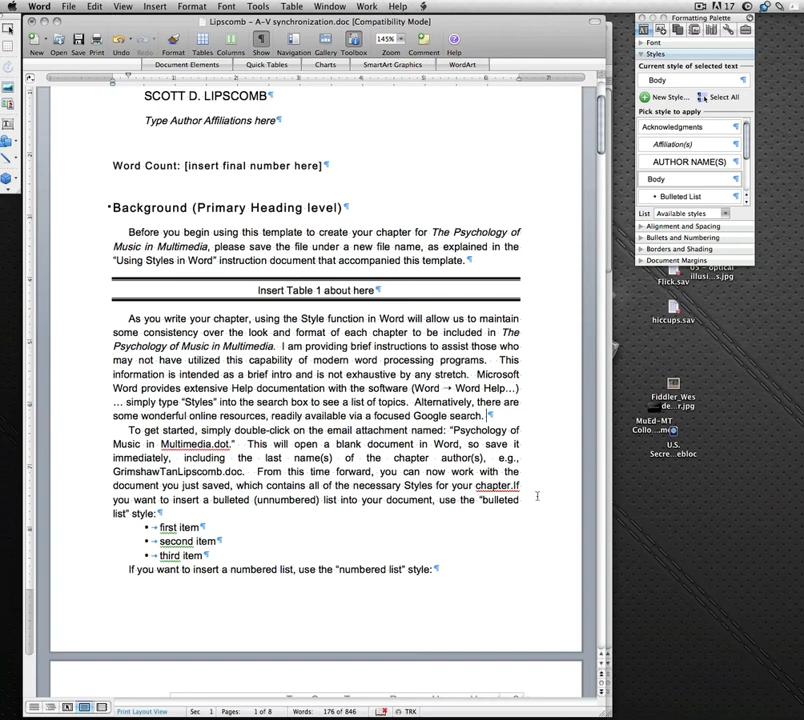 Word File Edit View Insert Format Font Tools Table Window Help 17
Lipscomb – A-V synchronization.doc [Compatibility Mode]
145%
New Open Save Print Undo Format Tables Columns Show Navigation Gallery Toolbox Zoom Comment Help
Document Elements Quick Tables Charts SmartArt Graphics WordArt
SCOTT D. LIPSCOMB¶
Type Author Affiliations here¶
Word Count: [insert final number here]¶
Background (Primary Heading level)¶
Before you begin using this template to create your chapter for The Psychology of
Music in Multimedia, please save the file under a new file name, as explained in the
“Using Styles in Word” instruction document that accompanied this template.¶
Insert Table 1 about here¶
As you write your chapter, using the Style function in Word will allow us to maintain
some consistency over the look and format of each chapter to be included in The
Psychology of Music in Multimedia. I am providing brief instructions to assist those who
may not have utilized this capability of modern word processing programs. This
information is intended as a brief intro and is not exhaustive by any stretch. Microsoft
Word provides extensive Help documentation with the software (Word → Word Help...)
... simply type “Styles” into the search box to see a list of topics. Alternatively, there are
some wonderful online resources, readily available via a focused Google search. ¶
To get started, simply double-click on the email attachment named: “Psychology of
Music in Multimedia.dot.” This will open a blank document in Word, so save it
immediately, including the last name(s) of the chapter author(s), e.g.,
GrimshawTanLipscomb.doc. From this time forward, you can now work with the
document you just saved, which contains all of the necessary Styles for your chapter.If
you want to insert a bulleted (unnumbered) list into your document, use the “bulleted
list” style:¶
• → first item¶
• → second item¶
• → third item¶
If you want to insert a numbered list, use the “numbered list” style:¶
Print Layout View Sec 1 Pages: 1 of 8 Words: 176 of 846 TRK
Formatting Palette
Font
Styles
Current style of selected text
Body ¶
New Style... Select All
Pick style to apply
Acknowledgments ¶
Affiliation(s) ¶
AUTHOR NAME(S) ¶
Body ¶
• Bulleted List ¶
List Available styles
Alignment and Spacing
Bullets and Numbering
Borders and Shading
Document Margins
Flick.sav
US - optical
illusi...s.jpg
hiccups.sav
Fiddler_Wes
de...r.jpg
MuEd-MT
Collo....m
U.S.
Secre...ebloc